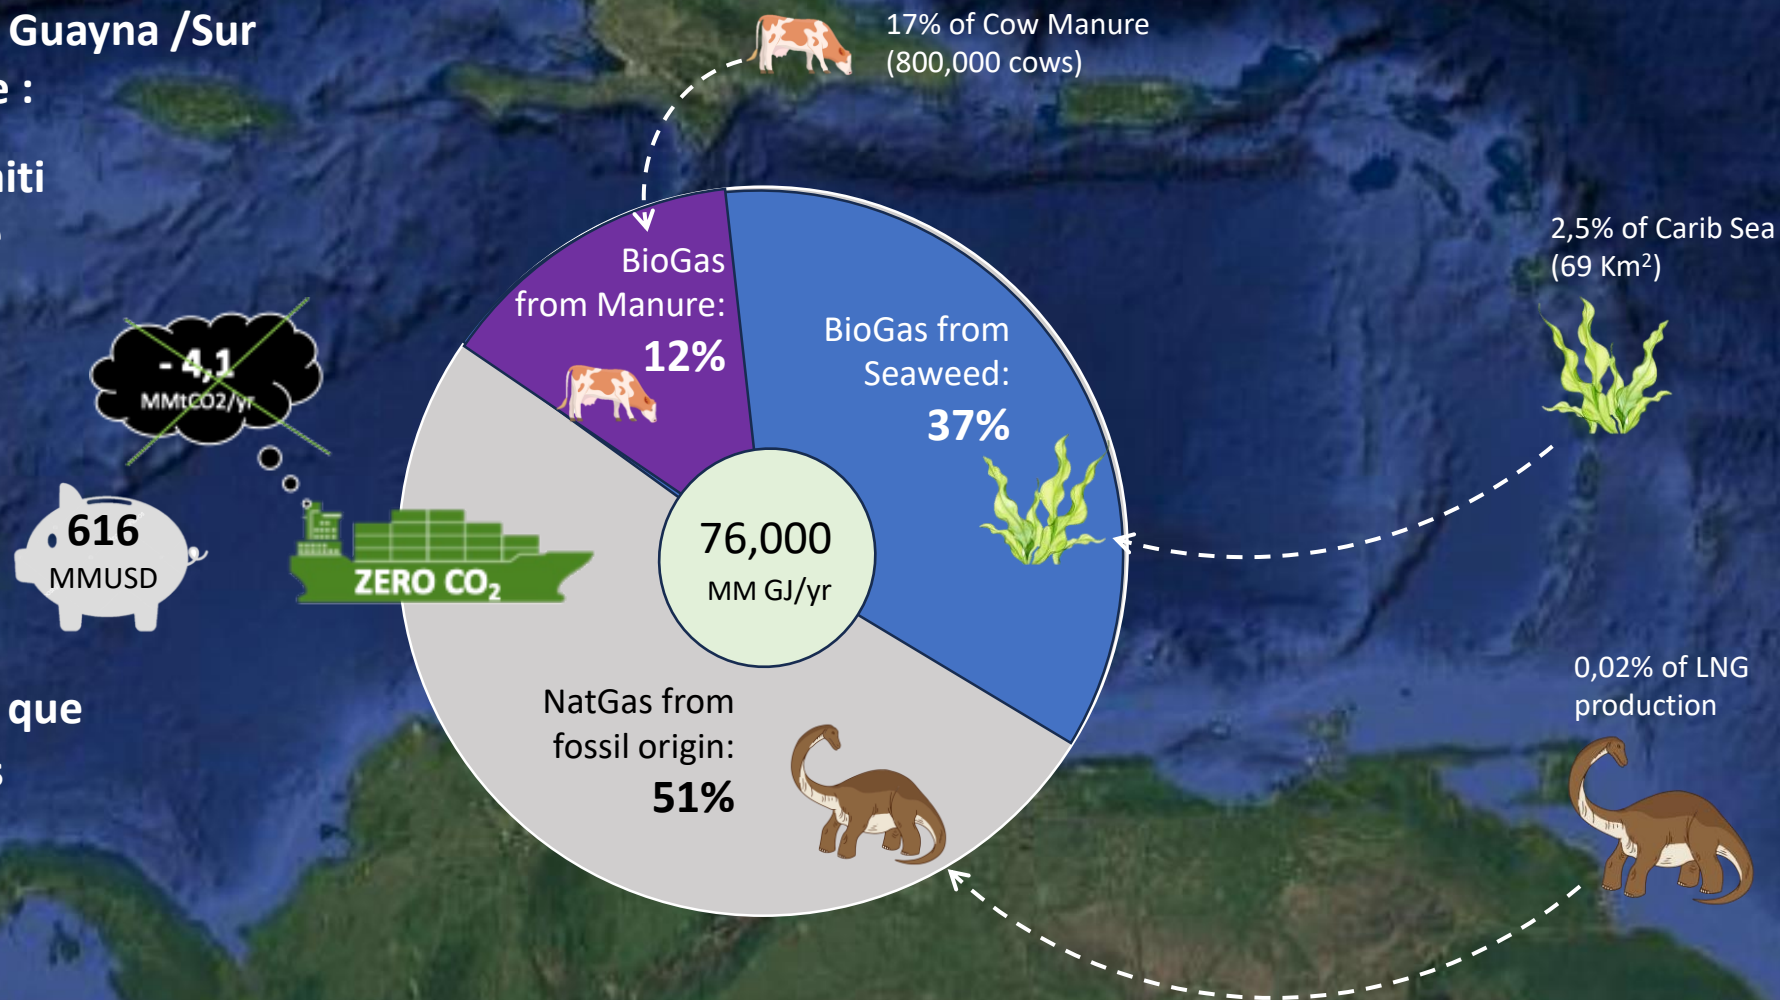 Guayna /Sur
e :
aiti
17% of Cow Manure
(800,000 cows)
BioGas
from Manure:
12%
BioGas from
Seaweed:
37%
2,5% of Carib Sea
(69 Km²)
- 4,1
MMtCO2/yr
616
MMUSD
ZERO CO₂
76,000
MM GJ/yr
NatGas from
fossil origin:
51%
0,02% of LNG
production
que
s